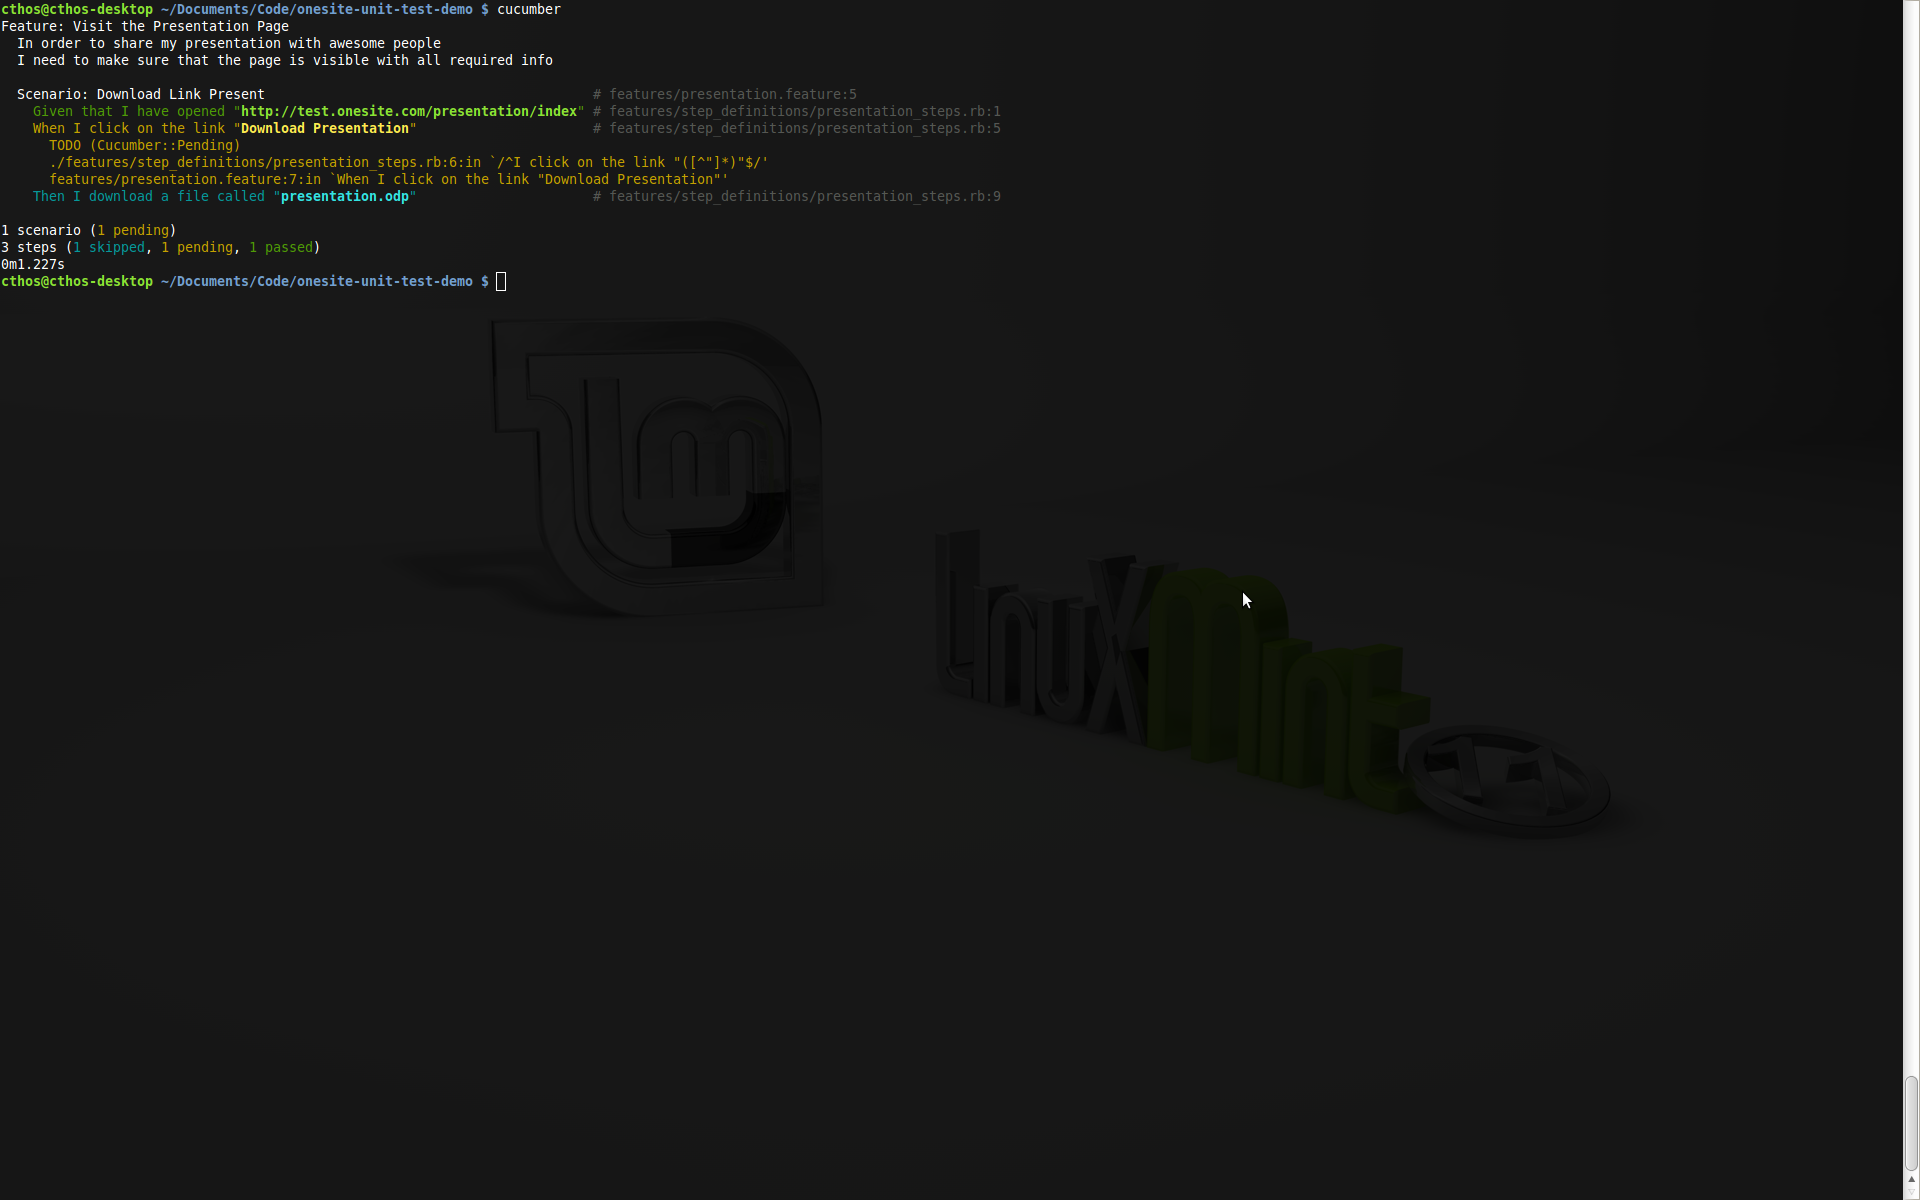 cthos@cthos-desktop ~/Documents/Code/onesite-unit-test-demo $ cucumber
Feature: Visit the Presentation Page
  In order to share my presentation with awesome people
  I need to make sure that the page is visible with all required info

  Scenario: Download Link Present                                         # features/presentation.feature:5
    Given that I have opened "http://test.onesite.com/presentation/index" # features/step_definitions/presentation_steps.rb:1
    When I click on the link "Download Presentation"                      # features/step_definitions/presentation_steps.rb:5
      TODO (Cucumber::Pending)
      ./features/step_definitions/presentation_steps.rb:6:in `/^I click on the link "([^"]*)"$/'
      features/presentation.feature:7:in `When I click on the link "Download Presentation"'
    Then I download a file called "presentation.odp"                      # features/step_definitions/presentation_steps.rb:9

1 scenario (1 pending)
3 steps (1 skipped, 1 pending, 1 passed)
0m1.227s
cthos@cthos-desktop ~/Documents/Code/onesite-unit-test-demo $
LinuxMint 11